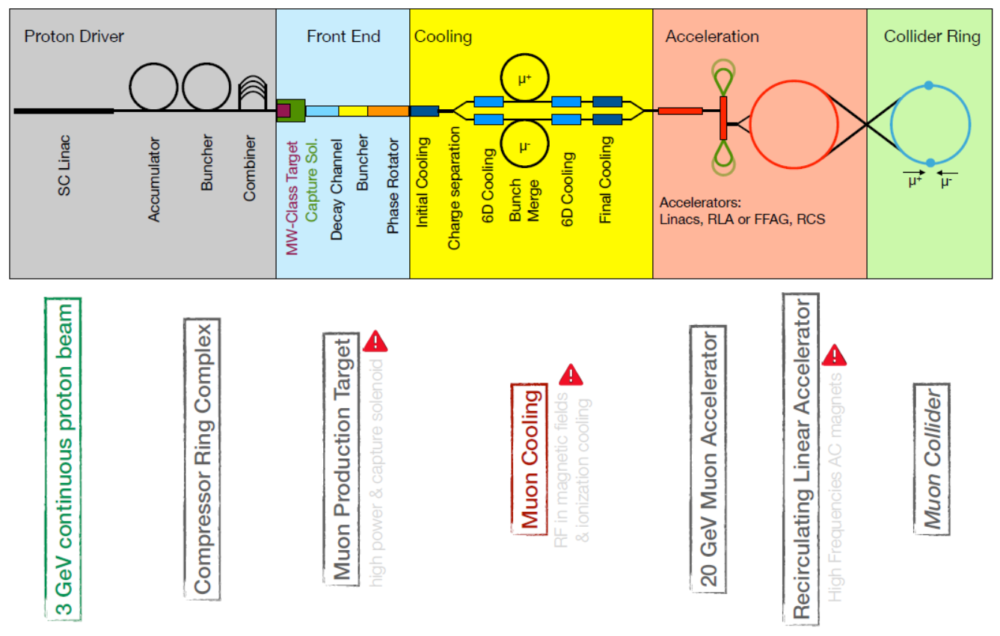 Proton Driver
Front End
Cooling
Acceleration
Collider Ring
SC Linac
Accumulator
Buncher
Combiner
MW-Class Target
Capture Sol.
Decay Channel
Buncher
Phase Rotator
Initial Cooling
Charge separation
6D Cooling
μ+
μ-
Bunch
Merge
6D Cooling
Final Cooling
Accelerators:
Linacs, RLA or FFAG, RCS
μ+
μ-
3 GeV continuous proton beam
Compressor Ring Complex
Muon Production Target
high power & capture solenoid
Muon Cooling
RF in magnetic fields
& ionization cooling
20 GeV Muon Accelerator
Recirculating Linear Accelerator
High Frequencies AC magnets
Muon Collider